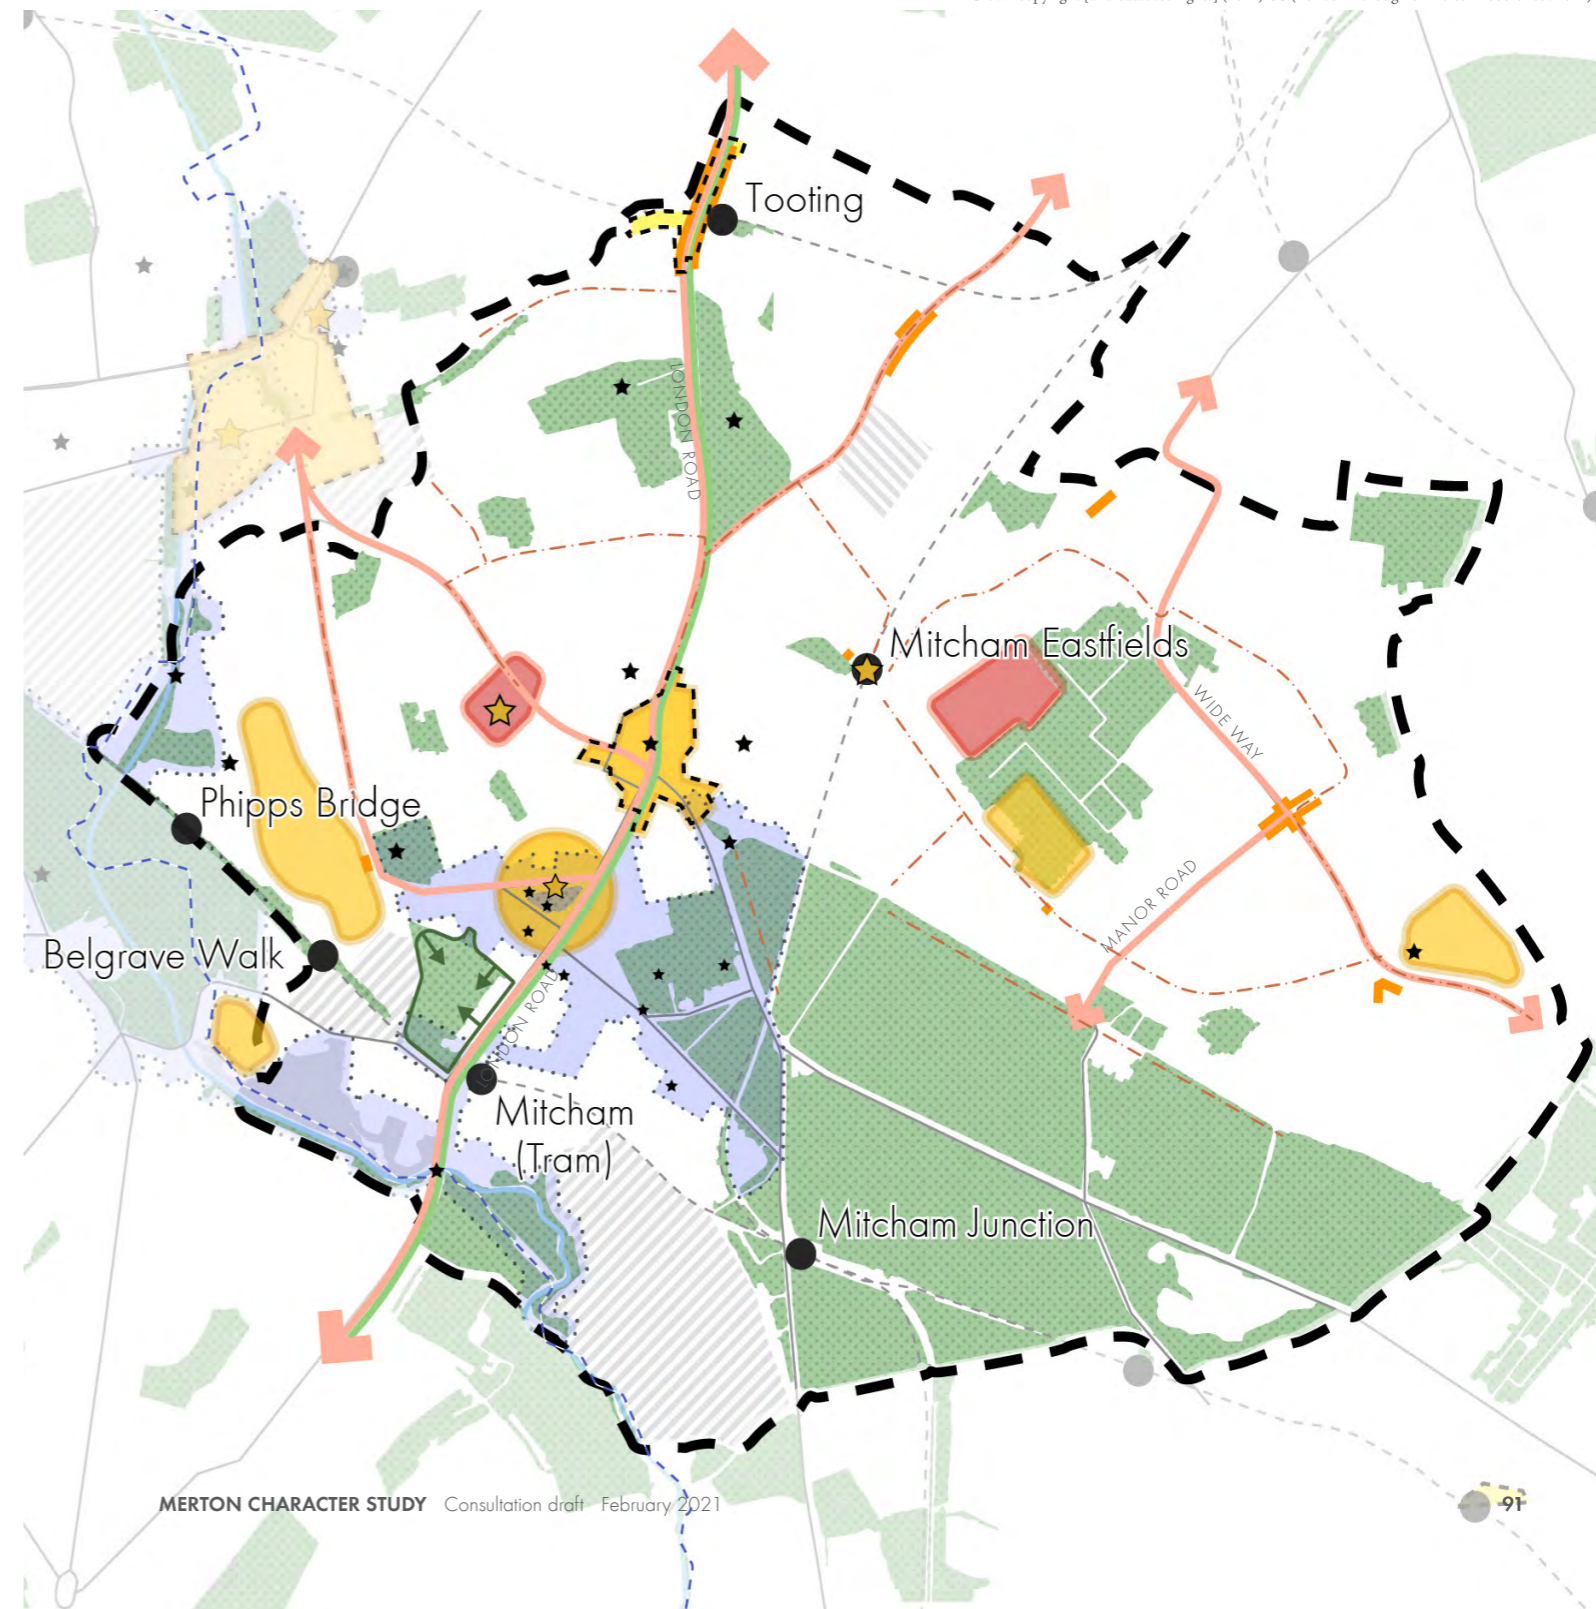 Tooting
LONDON ROAD
Mitcham Eastfields
WIDE WAY
Phipps Bridge
MANOR ROAD
Belgrave Walk
LONDON ROAD
Mitcham
(Tram)
Mitcham Junction
MERTON CHARACTER STUDY Consultation draft February 2021
91